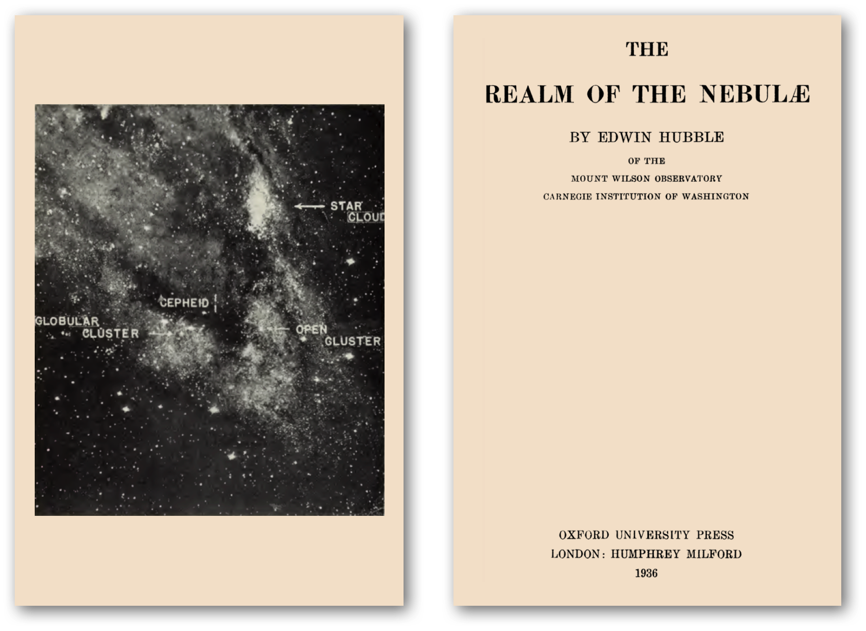 STAR
CLOUD
CEPHEID
GLOBULAR
CLUSTER
OPEN
CLUSTER
THE
REALM OF THE NEBULÆ
BY EDWIN HUBBLE
OF THE
MOUNT WILSON OBSERVATORY
CARNEGIE INSTITUTION OF WASHINGTON
OXFORD UNIVERSITY PRESS
LONDON: HUMPHREY MILFORD
1936